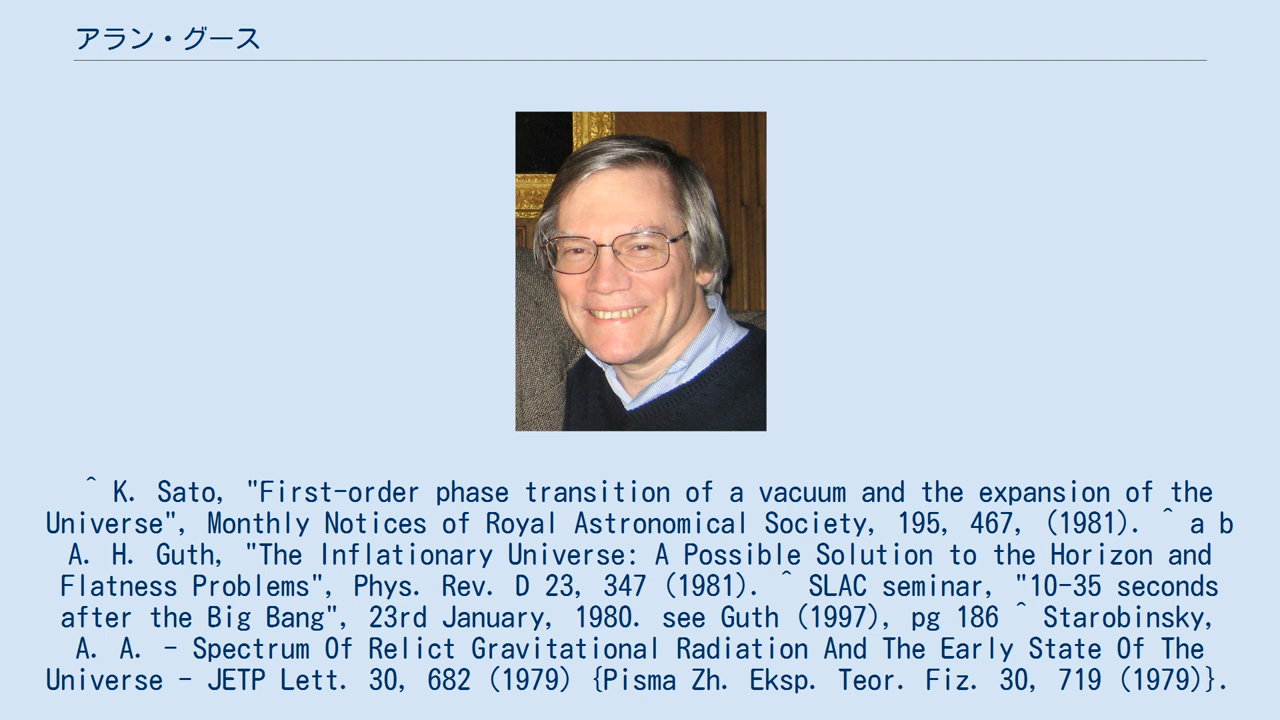 アラン・グース
^ K. Sato, "First-order phase transition of a vacuum and the expansion of the
Universe", Monthly Notices of Royal Astronomical Society, 195, 467, (1981). ^ a b
A. H. Guth, "The Inflationary Universe: A Possible Solution to the Horizon and
Flatness Problems", Phys. Rev. D 23, 347 (1981). ^ SLAC seminar, "10-35 seconds
after the Big Bang", 23rd January, 1980. see Guth (1997), pg 186 ^ Starobinsky,
A. A. - Spectrum Of Relict Gravitational Radiation And The Early State Of The
Universe - JETP Lett. 30, 682 (1979) {Pisma Zh. Eksp. Teor. Fiz. 30, 719 (1979)}.